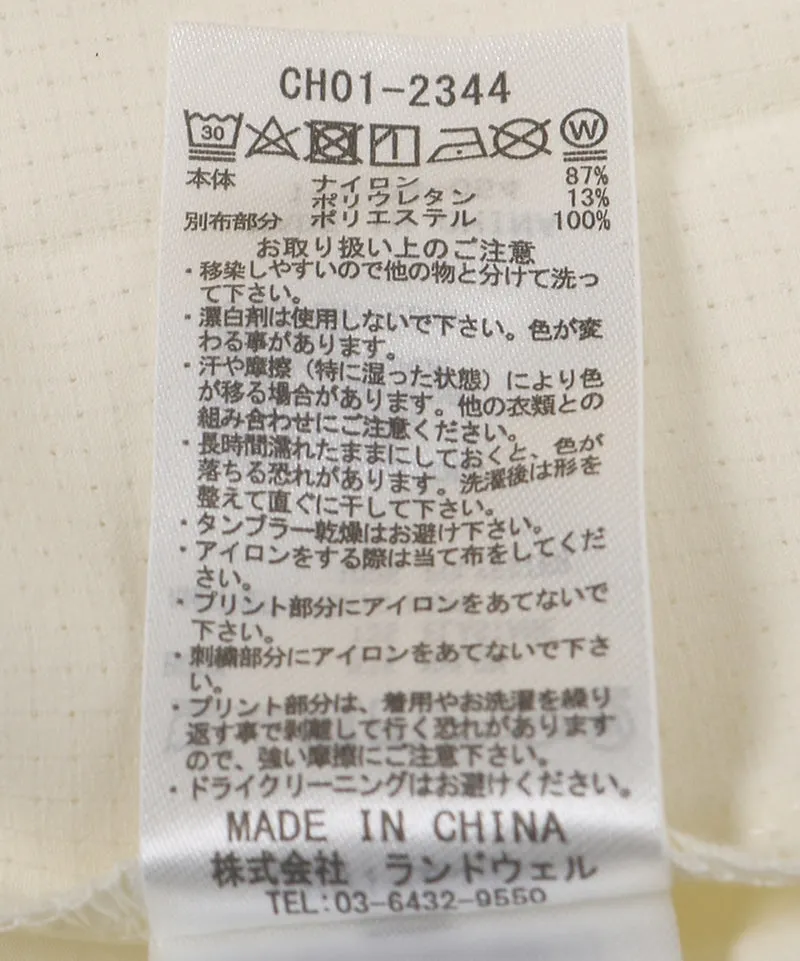 CH01-2344
30 W
本体 ナイロン 87%
ポリウレタン 13%
別布部分 ポリエステル 100%
お取り扱い上のご注意
・移染しやすいので他の物と分けて洗っ
て下さい。
・漂白剤は使用しないで下さい。色が変
わる事があります。
・汗や摩擦（特に湿った状態）により色
が移る場合があります。他の衣類との
組み合わせにご注意ください。
・長時間濡れたままにしておくと、色が
落ちる恐れがあります。洗濯後は形を
整えて直ぐに干して下さい。
・タンブラー乾燥はお避け下さい。
・アイロンをする際は当て布をしてくだ
さい。
・プリント部分にアイロンをあてないで
下さい。
・刺繍部分にアイロンをあてないで下さ
い。
・プリント部分は、着用やお洗濯を繰り
返す事で剥離して行く恐れがあります
ので、強い摩擦にご注意下さい。
・ドライクリーニングはお避けください。
MADE IN CHINA
株式会社 ランドウェル
TEL:03-6432-9550